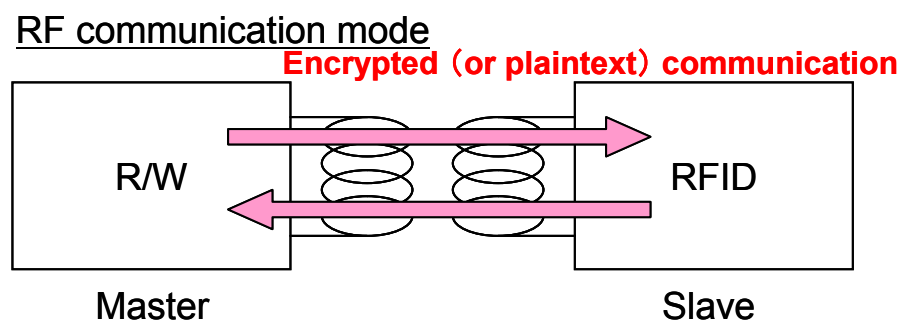 RF communication mode
Encrypted（or plaintext）communication
R/W
RFID
Master
Slave